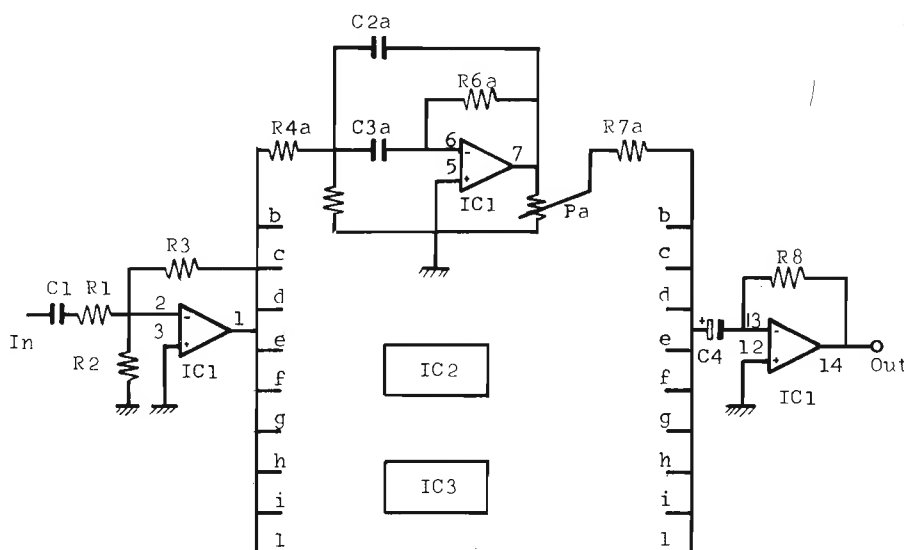 C2a
R6a
R4a C3a R7a
6 7
5
IC1 Pa
b b
c c
R3 R8
d d
C1 R1 2 1 + 13
In 3 e e 12 14 Out
R2 IC1 C4 IC1
IC2
f f
g g
h h
IC3
i i
l l